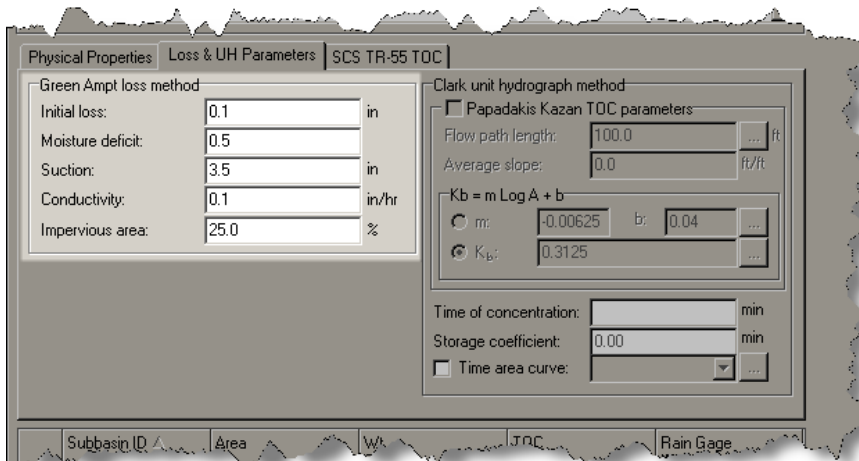 Physical Properties Loss & UH Parameters SCS TR-55 TOC
Green Ampt loss method
Initial loss: 0.1 in
Moisture deficit: 0.5
Suction: 3.5 in
Conductivity: 0.1 in/hr
Impervious area: 25.0 %
Clark unit hydrograph method
Papadakis Kazan TOC parameters
Flow path length: 100.0 ... ft
Average slope: 0.0 ft/ft
Kb = m Log A + b
m: -0.00625 b: 0.04 ...
Kb: 0.3125 ...
Time of concentration: min
Storage coefficient: 0.00 min
Time area curve: ...
Subbasin ID Area TOC Rain Gage